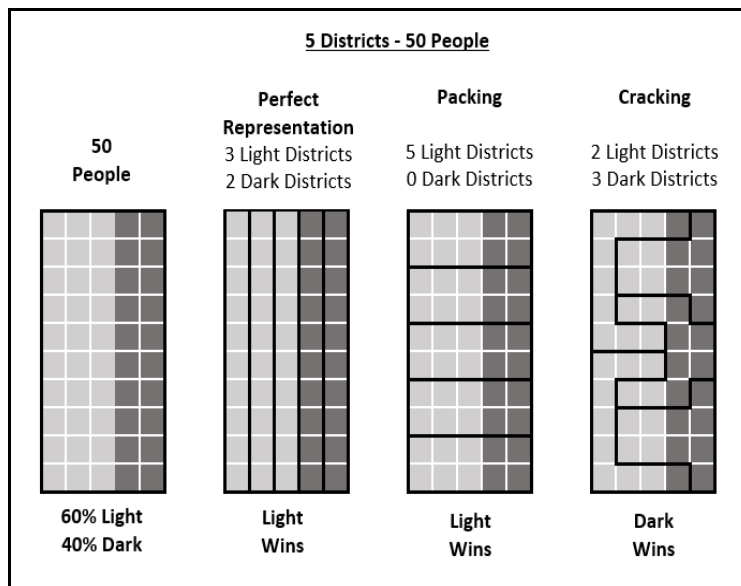 5 Districts - 50 People
50
People
60% Light
40% Dark
Perfect
Representation
3 Light Districts
2 Dark Districts
Light
Wins
Packing
5 Light Districts
0 Dark Districts
Light
Wins
Cracking
2 Light Districts
3 Dark Districts
Dark
Wins